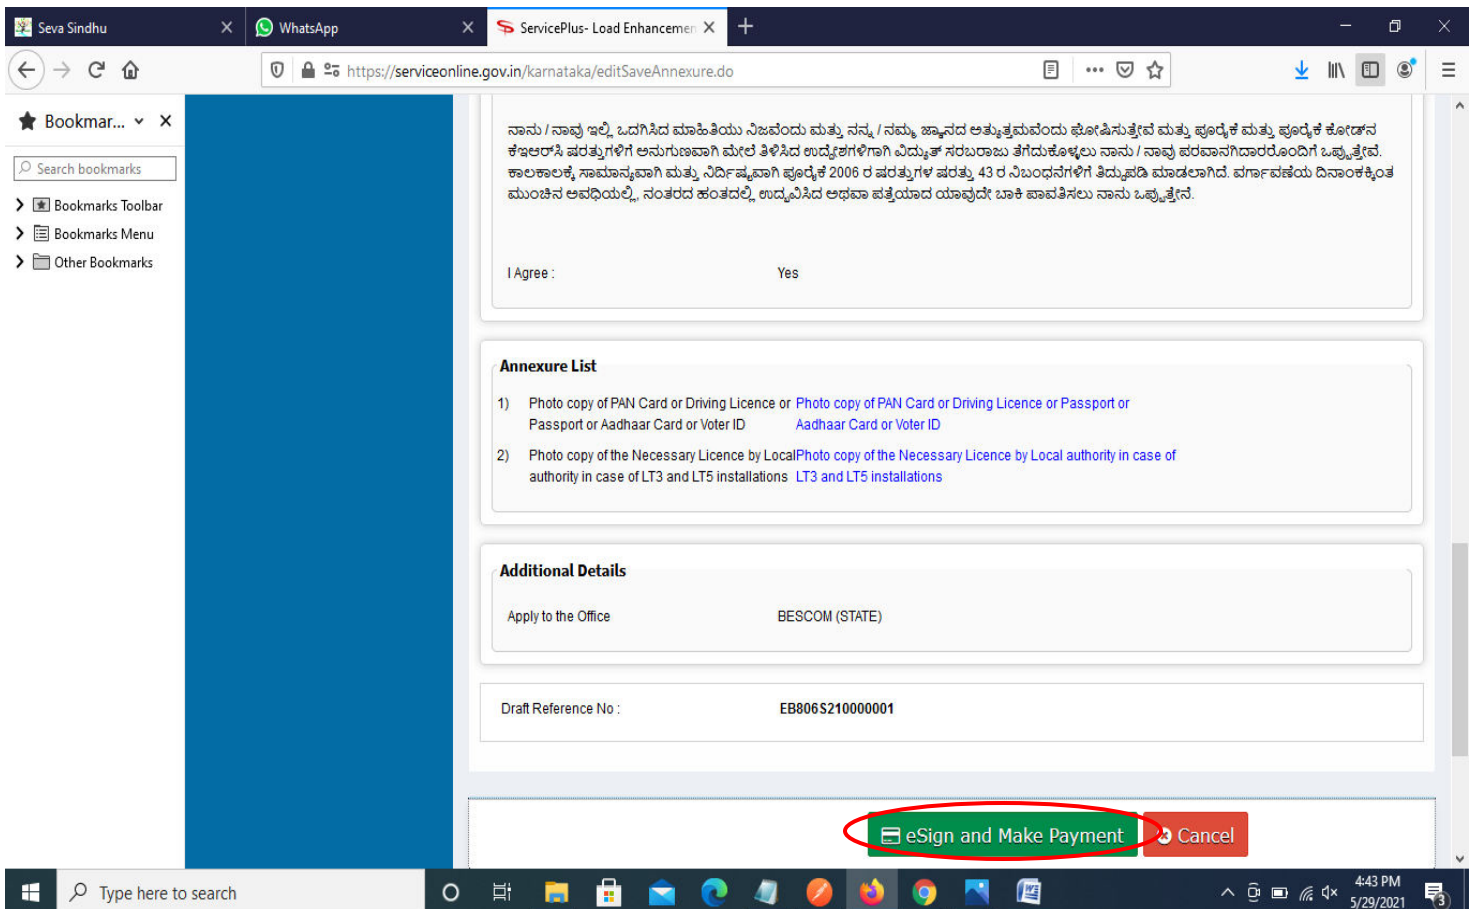 Seva Sindhu
WhatsApp
ServicePlus- Load Enhancemen
https://serviceonline.gov.in/karnataka/editSaveAnnexure.do
Bookmar...
Search bookmarks
Bookmarks Toolbar
Bookmarks Menu
Other Bookmarks
ನಾನು / ನಾವು ಇಲ್ಲಿ ಒದಗಿಸಿದ ಮಾಹಿತಿಯು ನಿಜವೆಂದು ಮತ್ತು ನನ್ನ / ನಮ್ಮ ಜ್ಞಾನದ ಅತ್ಯುತ್ತಮವೆಂದು ಘೋಷಿಸುತ್ತೇವೆ ಮತ್ತು ಪೂರೈಕೆ ಮತ್ತು ಪೂರೈಕೆ ಕೋಡ್‌ನ
ಕೆಇಆರ್‌ಸಿ ಷರತ್ತುಗಳಿಗೆ ಅನುಗುಣವಾಗಿ ಮೇಲೆ ತಿಳಿಸಿದ ಉದ್ದೇಶಗಳಿಗಾಗಿ ವಿದ್ಯುತ್ ಸರಬರಾಜು ತೆಗೆದುಕೊಳ್ಳಲು ನಾನು / ನಾವು ಪರವಾನಗಿದಾರರೊಂದಿಗೆ ಒಪ್ಪುತ್ತೇವೆ.
ಕಾಲಕಾಲಕ್ಕೆ ಸಾಮಾನ್ಯವಾಗಿ ಮತ್ತು ನಿರ್ದಿಷ್ಟವಾಗಿ ಪೂರೈಕೆ 2006 ರ ಷರತ್ತುಗಳ ಷರತ್ತು 43 ರ ನಿಬಂಧನೆಗಳಿಗೆ ತಿದ್ದುಪಡಿ ಮಾಡಲಾಗಿದೆ. ವರ್ಗಾವಣೆಯ ದಿನಾಂಕಕ್ಕಿಂತ
ಮುಂಚಿನ ಅವಧಿಯಲ್ಲಿ, ನಂತರದ ಹಂತದಲ್ಲಿ ಉದ್ಭವಿಸಿದ ಅಥವಾ ಪತ್ತೆಯಾದ ಯಾವುದೇ ಬಾಕಿ ಪಾವತಿಸಲು ನಾನು ಒಪ್ಪುತ್ತೇನೆ.
I Agree : Yes
Annexure List
1) Photo copy of PAN Card or Driving Licence or Photo copy of PAN Card or Driving Licence or Passport or
Passport or Aadhaar Card or Voter ID Aadhaar Card or Voter ID
2) Photo copy of the Necessary Licence by LocalPhoto copy of the Necessary Licence by Local authority in case of
authority in case of LT3 and LT5 installations LT3 and LT5 installations
Additional Details
Apply to the Office BESCOM (STATE)
Draft Reference No : EB806S210000001
eSign and Make Payment Cancel
Type here to search
4:43 PM
5/29/2021
3